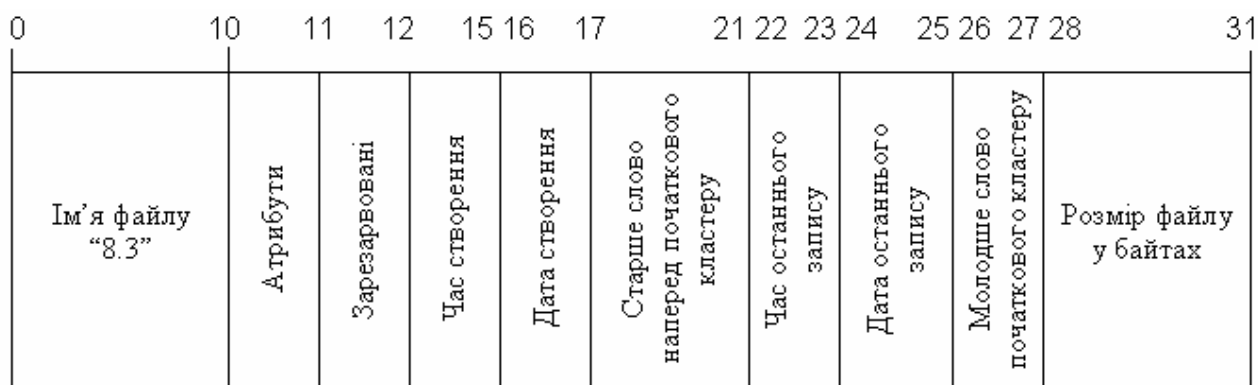 0 10 11 12 15 16 17 21 22 23 24 25 26 27 28 31
Ім’я файлу
“8.3”
Атрибути
Зарезарвовані
Час створення
Дата створення
Старше слово
наперед початкового
кластеру
Час останнього
запису
Дата останнього
запису
Молодше слово
початкового кластеру
Розмір файлу
у байтах